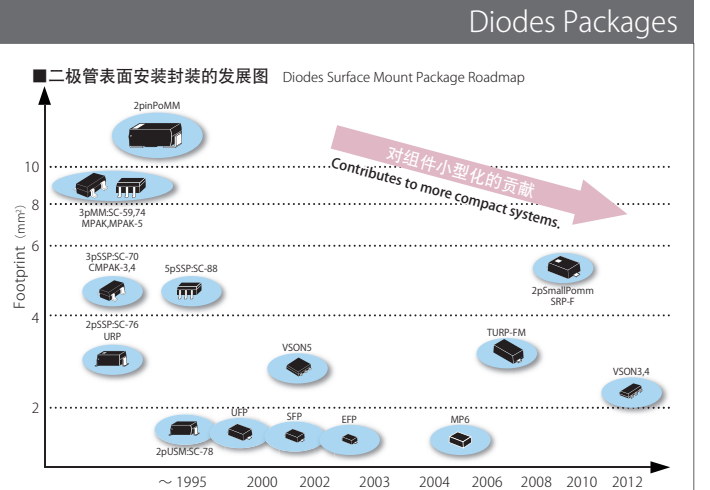 Diodes Packages
■二极管表面安装封装的发展图 Diodes Surface Mount Package Roadmap
2pinPoMM
对组件小型化的贡献
Contributes to more compact systems.
10
8
3pMM:SC-59,74
MPAK,MPAK-5
6
Footprint (mm²)
3pSSP:SC-70
CMPAK-3,4
5pSSP:SC-88
2pSmallPomm
SRP-F
4
2pSSP:SC-76
URP
VSON5
TURP-FM
VSON3,4
2
2pUSM:SC-78
UFP
SFP
EFP
MP6
～1995 2000 2002 2003 2004 2006 2008 2010 2012